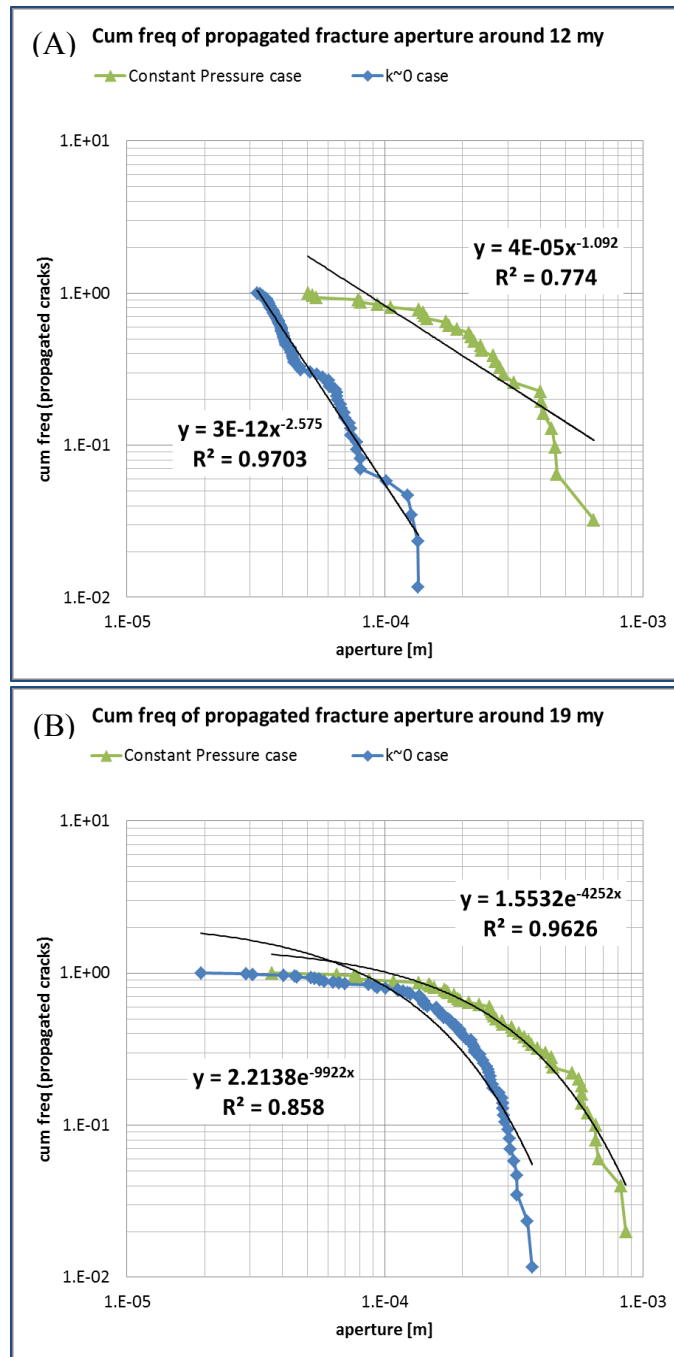 (A) Cum freq of propagated fracture aperture around 12 my
Constant Pressure case k~0 case
1.E+01
y = 4E-05x^-1.092
R² = 0.774
1.E+00
cum freq (propagated cracks)
1.E-01
y = 3E-12x^-2.575
R² = 0.9703
1.E-02
1.E-05 1.E-04 1.E-03
aperture [m]
(B) Cum freq of propagated fracture aperture around 19 my
Constant Pressure case k~0 case
1.E+01
y = 1.5532e^-4252x
R² = 0.9626
1.E+00
cum freq (propagated cracks)
y = 2.2138e^-9922x
R² = 0.858
1.E-01
1.E-02
1.E-05 1.E-04 1.E-03
aperture [m]